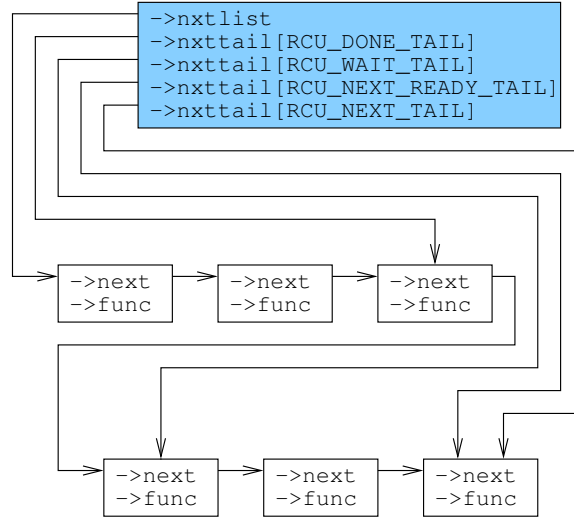 ->nxtlist
->nxttail[RCU_DONE_TAIL]
->nxttail[RCU_WAIT_TAIL]
->nxttail[RCU_NEXT_READY_TAIL]
->nxttail[RCU_NEXT_TAIL]
->next
->func
->next
->func
->next
->func
->next
->func
->next
->func
->next
->func